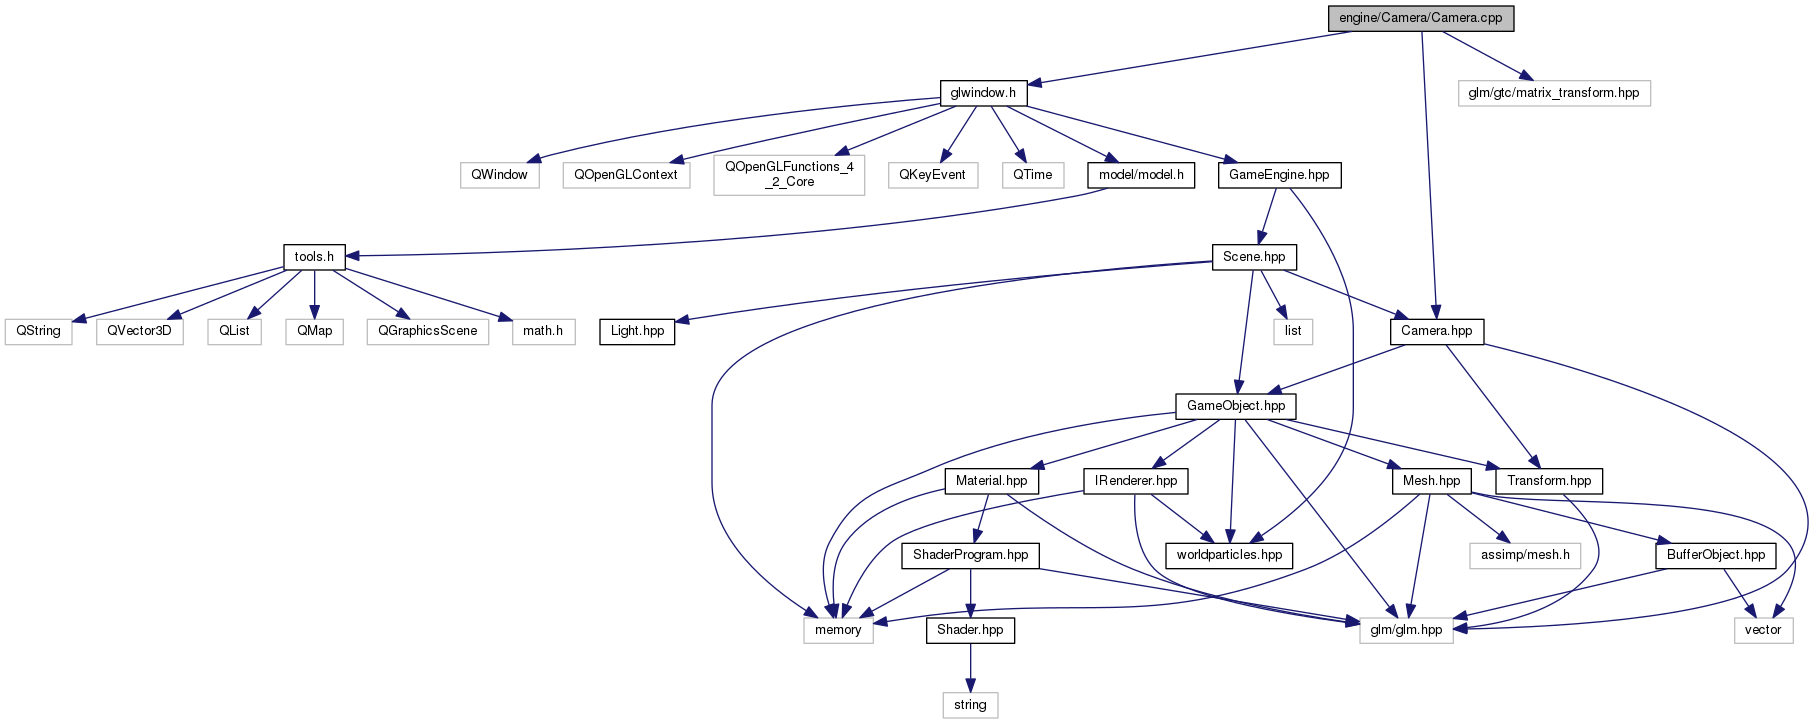 engine/Camera/Camera.cpp
glwindow.h
glm/gtc/matrix_transform.hpp
QWindow
QOpenGLContext
QOpenGLFunctions_4
_2_Core
QKeyEvent
QTime
model/model.h
GameEngine.hpp
tools.h
Scene.hpp
QString
QVector3D
QList
QMap
QGraphicsScene
math.h
Light.hpp
list
Camera.hpp
GameObject.hpp
Material.hpp
IRenderer.hpp
Mesh.hpp
Transform.hpp
ShaderProgram.hpp
worldparticles.hpp
assimp/mesh.h
BufferObject.hpp
memory
Shader.hpp
glm/glm.hpp
vector
string